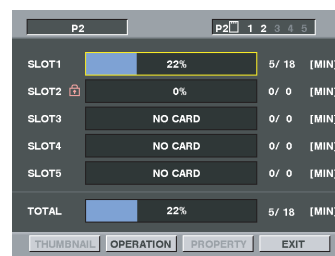 P2 P2 1 2 3 4 5
SLOT1 22% 5/ 18 [MIN]
SLOT2 0% 0/ 0 [MIN]
SLOT3 NO CARD 0/ 0 [MIN]
SLOT4 NO CARD 0/ 0 [MIN]
SLOT5 NO CARD 0/ 0 [MIN]
TOTAL 22% 5/ 18 [MIN]
THUMBNAIL OPERATION PROPERTY EXIT